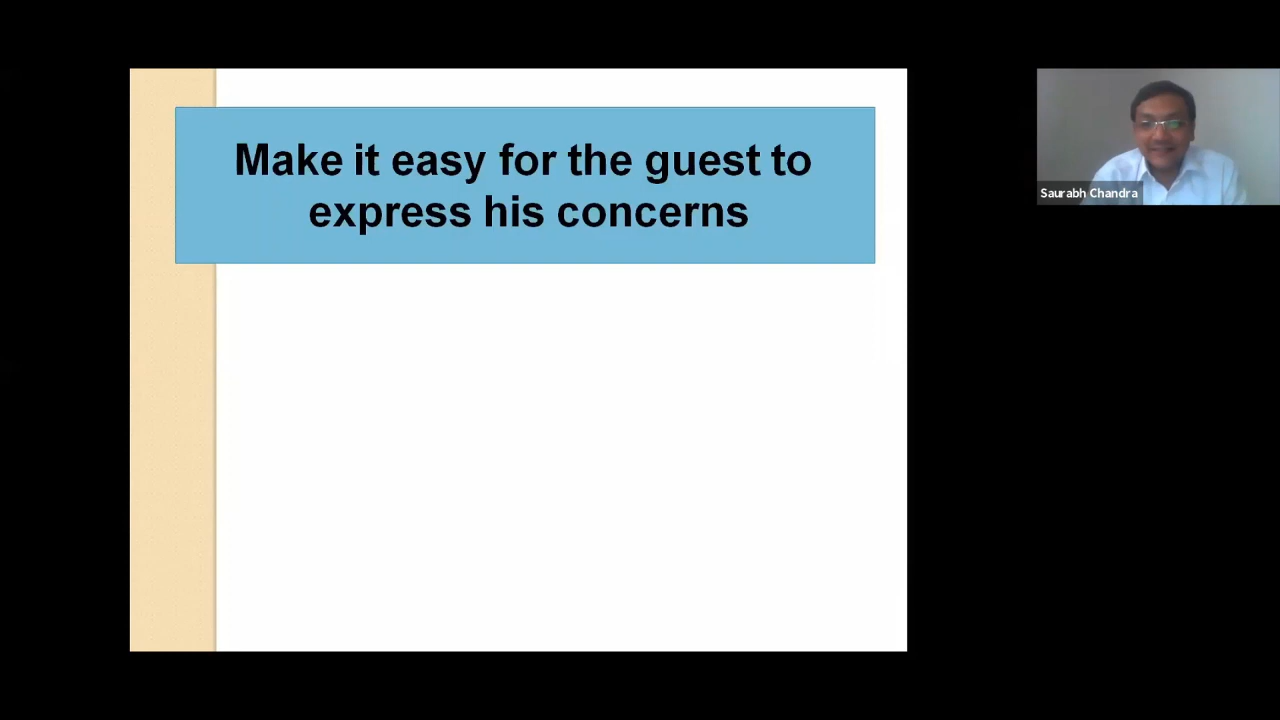 Make it easy for the guest to
express his concerns
Saurabh Chandra